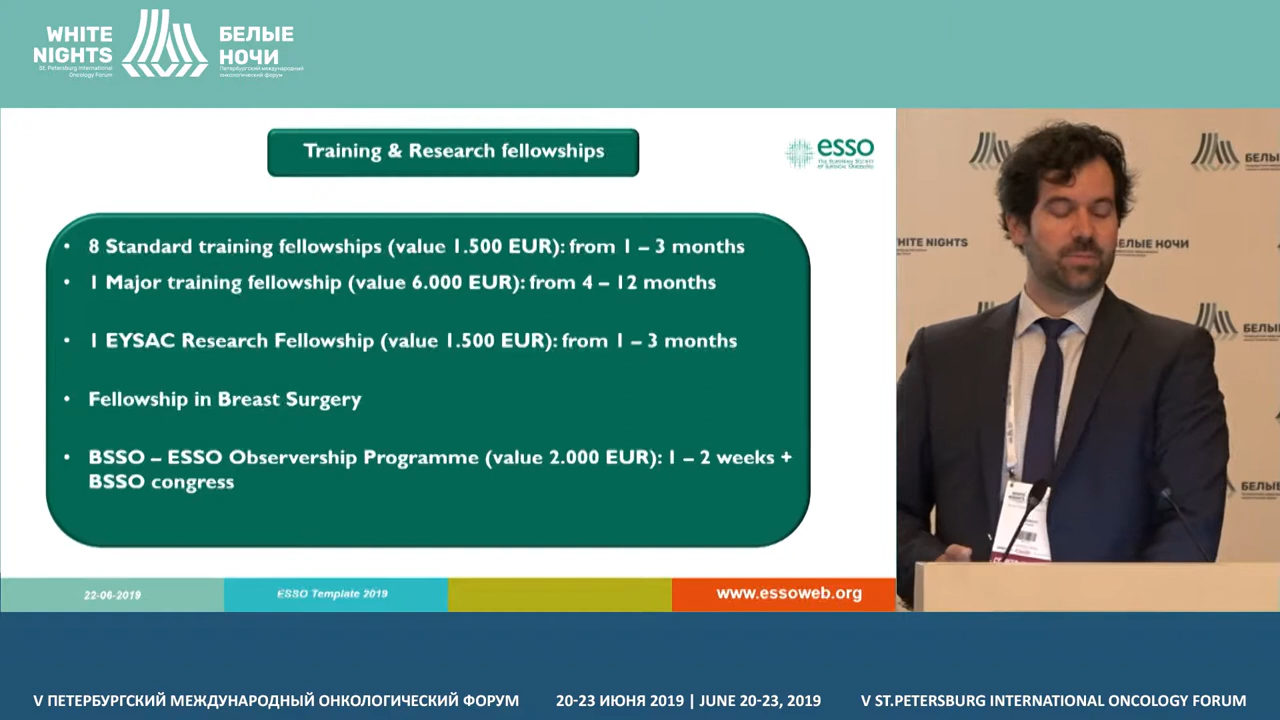 WHITE
NIGHTS
St. Petersburg International
Oncology Forum
БЕЛЫЕ
НОЧИ
Петербургский международный
онкологический форум
Training & Research fellowships
esso
• 8 Standard training fellowships (value 1.500 EUR): from 1 – 3 months
• 1 Major training fellowship (value 6.000 EUR): from 4 – 12 months
• 1 EYSAC Research Fellowship (value 1.500 EUR): from 1 – 3 months
• Fellowship in Breast Surgery
• BSSO – ESSO Observership Programme (value 2.000 EUR): 1 – 2 weeks +
BSSO congress
22-06-2019
ESSO Template 2019
www.essoweb.org
БЕЛЫ
WHITE NIGHTS
БЕЛЫЕ НОЧИ
БЕЛЫ
БЕЛЫ
WHITE
NIGHTS
V ПЕТЕРБУРГСКИЙ МЕЖДУНАРОДНЫЙ ОНКОЛОГИЧЕСКИЙ ФОРУМ
20-23 ИЮНЯ 2019 | JUNE 20-23, 2019
V ST.PETERSBURG INTERNATIONAL ONCOLOGY FORUM